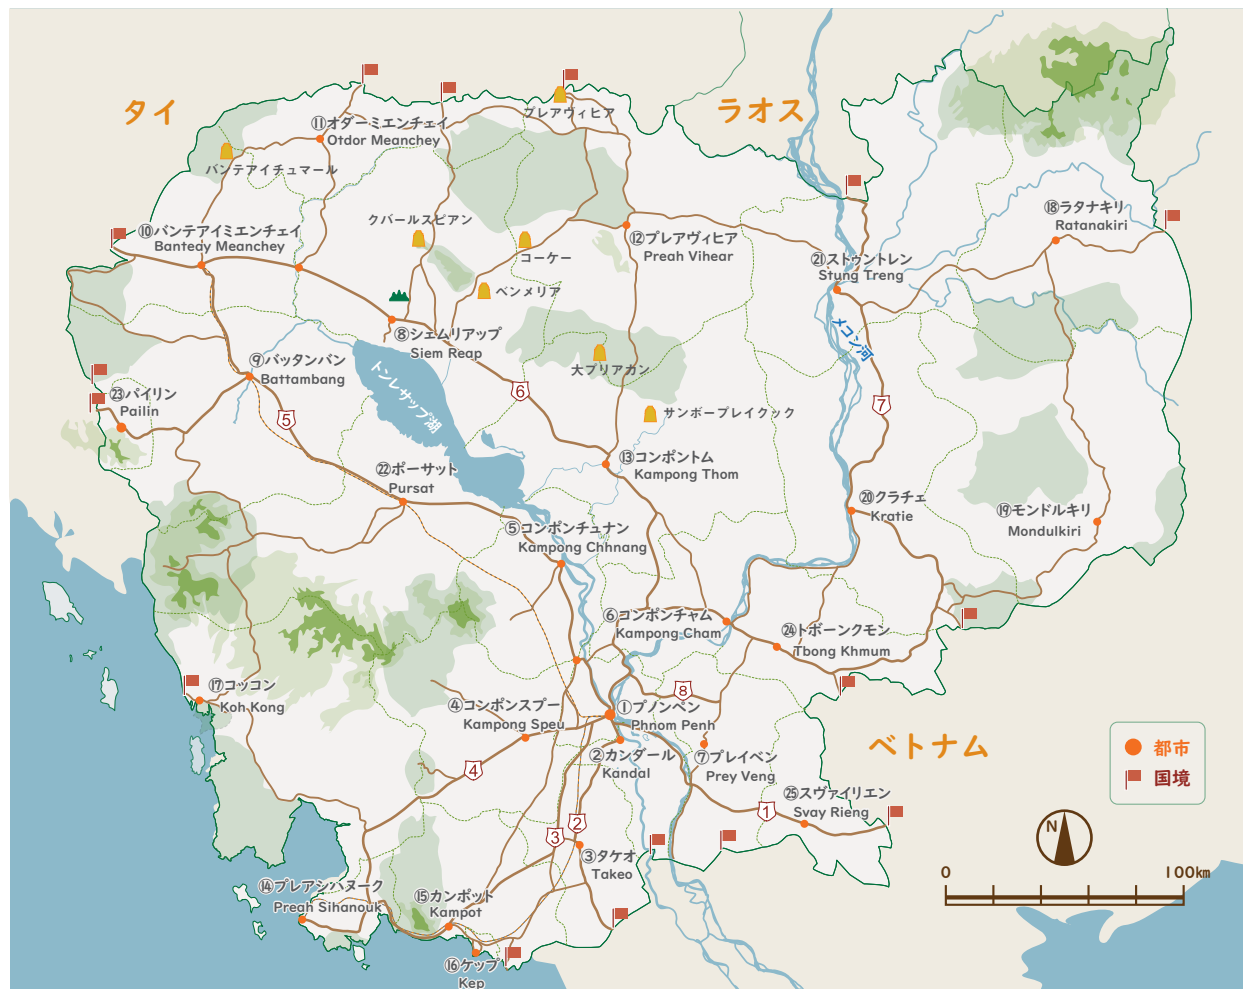 タイ
ラオス
プレアヴィヒア
⑪オダーミエンチェイ
Otdor Meanchey
バンテアイチュマール
⑱ラタナキリ
Ratanakiri
クバールスピアン
⑩バンテアイミエンチェイ
Banteay Meanchey
⑫プレアヴィヒア
Preah Vihear
コーケー
㉑ストゥントレン
Stung Treng
ベンメリア
⑧シェムリアップ
Siem Reap
メコン河
⑨バッタンバン
Battambang
トンレサップ湖
大プリアカン
㉓パイリン
Pailin
6
7
5
サンボープレイクック
⑬コンポントム
Kampong Thom
㉒ポーサット
Pursat
⑳クラチェ
Kratie
⑲モンドルキリ
Mondulkiri
⑤コンポンチュナン
Kampong Chhnang
⑥コンポンチャム
Kampong Cham
㉔トボーンクモン
Tbong Khmum
⑰コッコン
Koh Kong
8
④コンポンスプー
Kampong Speu
①プノンペン
Phnom Penh
ベトナム
②カンダール
Kandal
⑦プレイベン
Prey Veng
4
都市
国境
㉕スヴァイリエン
Svay Rieng
1
2
3
N
③タケオ
Takeo
0
100km
⑭プレアシハヌーク
Preah Sihanouk
⑮カンポット
Kampot
⑯ケップ
Kep